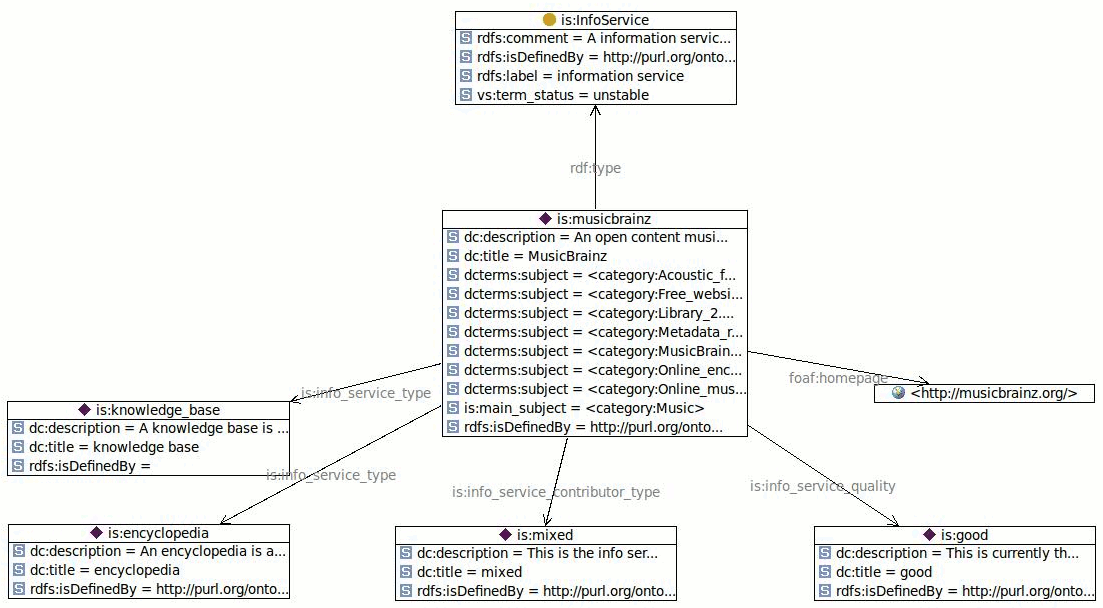 is:InfoService
rdfs:comment = A information servic...
rdfs:isDefinedBy = http://purl.org/onto...
rdfs:label = information service
vs:term_status = unstable
rdf:type
is:musicbrainz
dc:description = An open content musi...
dc:title = MusicBrainz
dcterms:subject = <category:Acoustic_f...
dcterms:subject = <category:Free_websi...
dcterms:subject = <category:Library_2....
dcterms:subject = <category:Metadata_r...
dcterms:subject = <category:MusicBrain...
dcterms:subject = <category:Online_enc...
dcterms:subject = <category:Online_mus...
is:main_subject = <category:Music>
rdfs:isDefinedBy = http://purl.org/onto...
foaf:homepage
<http://musicbrainz.org/>
is:info_service_type
is:knowledge_base
dc:description = A knowledge base is ...
dc:title = knowledge base
rdfs:isDefinedBy =
is:info_service_type
is:info_service_contributor_type
is:info_service_quality
is:encyclopedia
dc:description = An encyclopedia is a...
dc:title = encyclopedia
rdfs:isDefinedBy = http://purl.org/onto...
is:mixed
dc:description = This is the info ser...
dc:title = mixed
rdfs:isDefinedBy = http://purl.org/onto...
is:good
dc:description = This is currently th...
dc:title = good
rdfs:isDefinedBy = http://purl.org/onto...